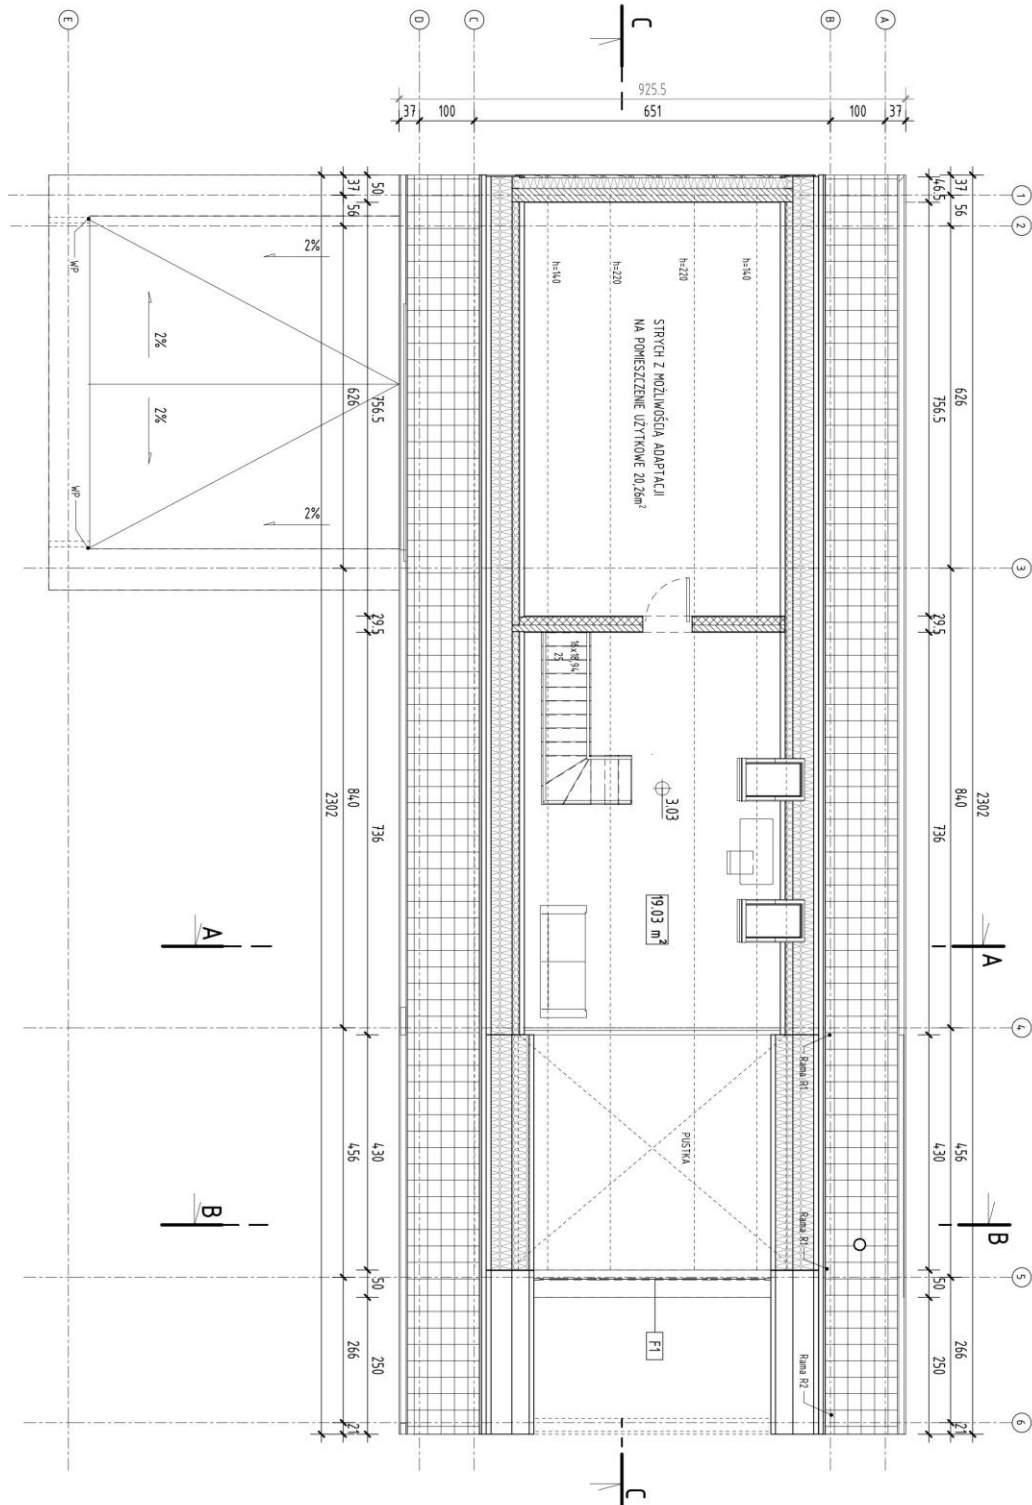 E
D
C
C
B
A
925.5
37
100
651
100
37
50
37
56
46.5
37
56
1
2
WP
2%
2%
2%
2%
WP
626
756.5
h=140
h=220
h=220
h=140
STRYCH Z MOŻLIWOŚCIĄ ADAPTACJI
NA POMIESZCZENIE UŻYTKOWE 20,26m²
756.5
626
3
29.5
29.5
16x18,94
25
3.03
2302
840
736
736
840
2302
19.03 m²
A
A
4
Rama R1
PUSTKA
456
430
430
456
B
Rama R1
B
50
50
5
F1
266
250
Rama R2
250
266
21
21
6
C